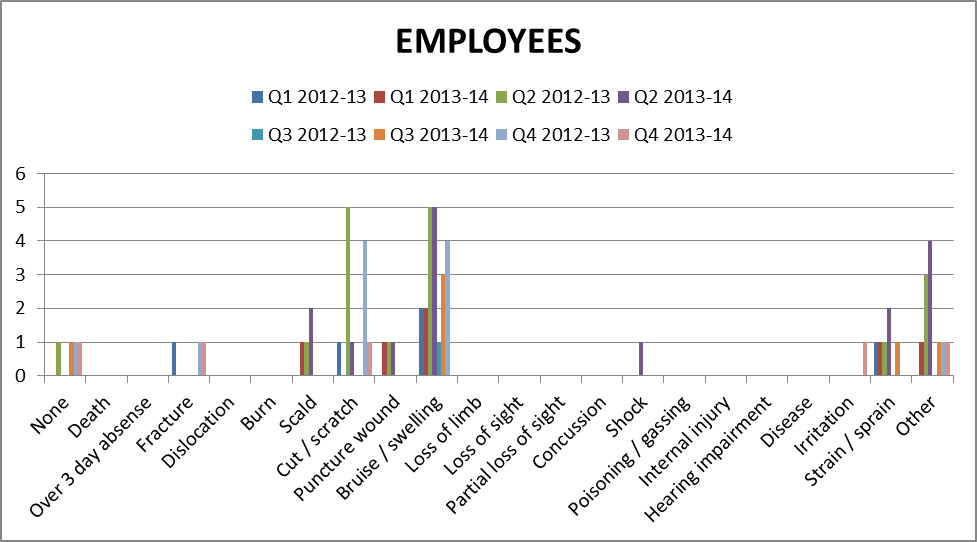 EMPLOYEES
Q1 2012-13 Q1 2013-14 Q2 2012-13 Q2 2013-14
Q3 2012-13 Q3 2013-14 Q4 2012-13 Q4 2013-14
6
5
4
3
2
1
0
None
Death
Over 3 day absense
Fracture
Dislocation
Burn
Scald
Cut / scratch
Puncture wound
Bruise / swelling
Loss of limb
Loss of sight
Partial loss of sight
Concussion
Shock
Poisoning / gassing
Internal injury
Hearing impairment
Disease
Irritation
Strain / sprain
Other